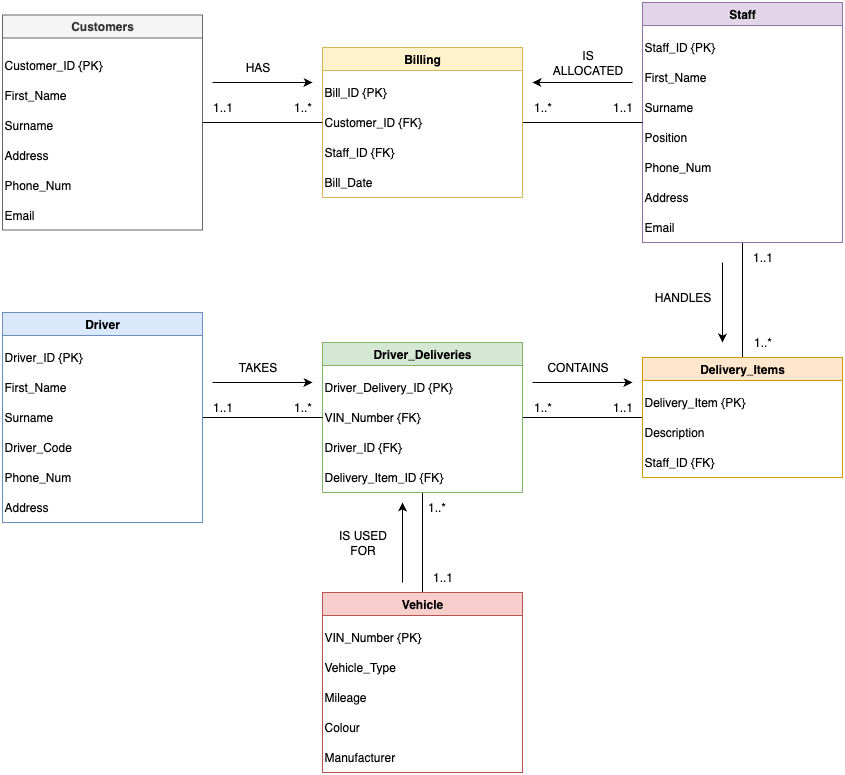 Customers
Customer_ID {PK}
First_Name
Surname
Address
Phone_Num
Email
HAS
1..1
1..*
Billing
Bill_ID {PK}
Customer_ID {FK}
Staff_ID {FK}
Bill_Date
IS
ALLOCATED
1..*
1..1
Staff
Staff_ID {PK}
First_Name
Surname
Position
Phone_Num
Address
Email
1..1
HANDLES
1..*
Driver
Driver_ID {PK}
First_Name
Surname
Driver_Code
Phone_Num
Address
TAKES
1..1
1..*
Driver_Deliveries
Driver_Delivery_ID {PK}
VIN_Number {FK}
Driver_ID {FK}
Delivery_Item_ID {FK}
CONTAINS
1..*
1..1
Delivery_Items
Delivery_Item {PK}
Description
Staff_ID {FK}
1..*
IS USED
FOR
1..1
Vehicle
VIN_Number {PK}
Vehicle_Type
Mileage
Colour
Manufacturer